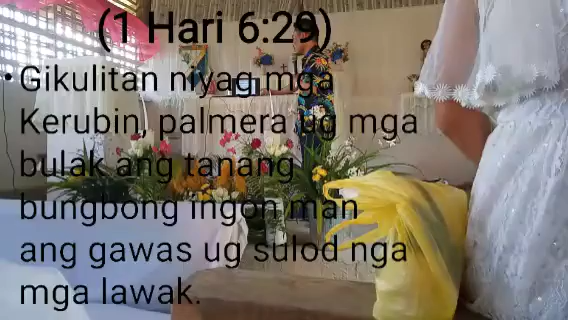 (1 Hari 6:29)
• Gikulitan niyag mga
Kerubin, palmera ug mga
bulak ang tanang
bungbong ingon man
ang gawas ug sulod nga
mga lawak.